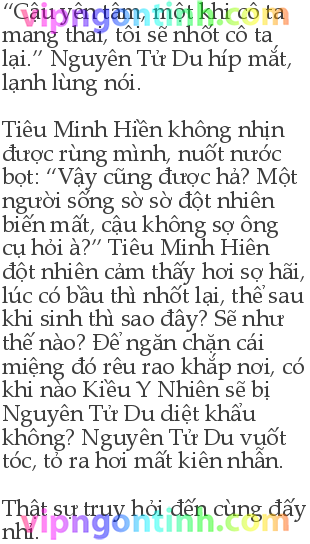 “Cậu yên tâm, một khi cô ta
mang thai, tôi sẽ nhốt cô ta
lại.” Nguyên Tử Du híp mắt,
lạnh lùng nói.
Tiêu Minh Hiền không nhịn
được rùng mình, nuốt nước
bọt: “Vậy cũng được hả? Một
người sống sờ sờ đột nhiên
biến mất, cậu không sợ ông
cụ hỏi à?” Tiêu Minh Hiên
đột nhiên cảm thấy hơi sợ hãi,
lúc có bầu thì nhốt lại, thế sau
khi sinh thì sao đây? Sẽ như
thế nào? Để ngăn chặn cái
miệng đó rêu rao khắp nơi, có
khi nào Kiều Y Nhiên sẽ bị
Nguyên Tử Du diệt khẩu
không? Nguyên Tử Du vuốt
tóc, tỏ ra hơi mất kiên nhẫn.
Thật sự truy hỏi đến cùng đấy
nhỉ.
vipngontinh.com
vipngontinh.com